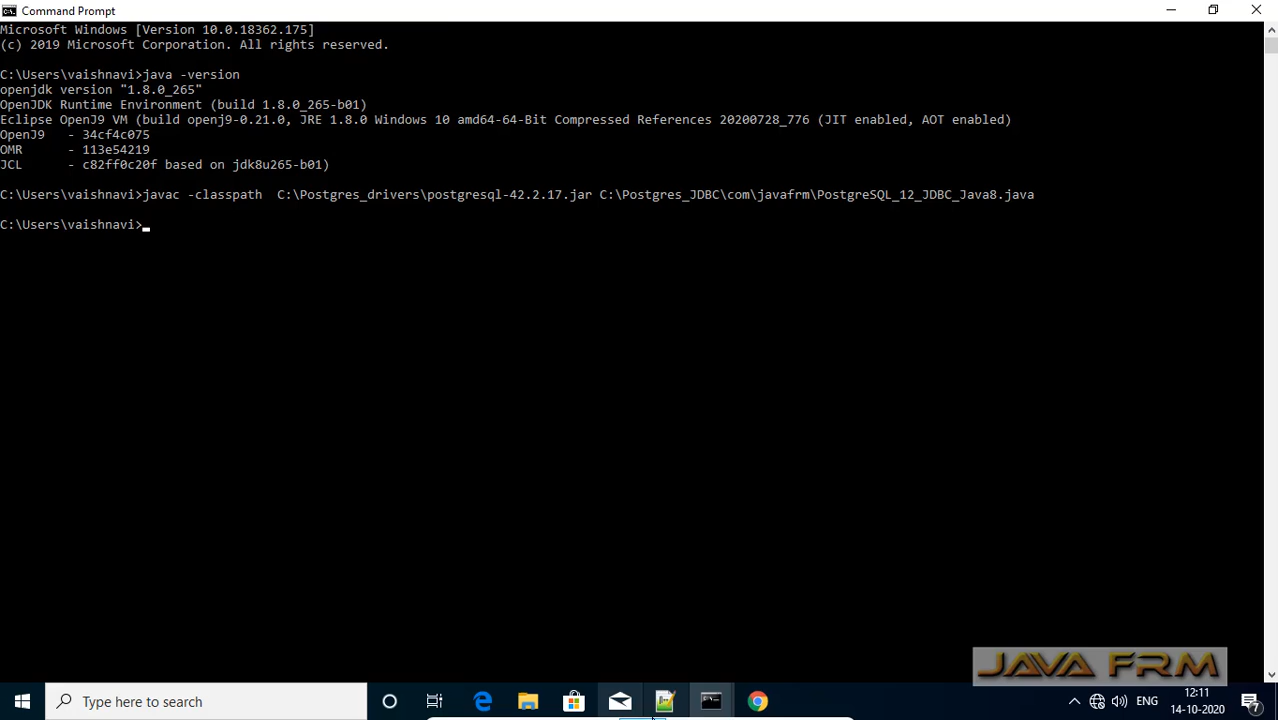 Command Prompt
Microsoft Windows [Version 10.0.18362.175]
(c) 2019 Microsoft Corporation. All rights reserved.
C:\Users\vaishnavi>java -version
openjdk version "1.8.0_265"
OpenJDK Runtime Environment (build 1.8.0_265-b01)
Eclipse OpenJ9 VM (build openj9-0.21.0, JRE 1.8.0 Windows 10 amd64-64-Bit Compressed References 20200728_776 (JIT enabled, AOT enabled)
OpenJ9   - 34cf4c075
OMR      - 113e54219
JCL      - c82ff0c20f based on jdk8u265-b01)
C:\Users\vaishnavi>javac -classpath  C:\Postgres_drivers\postgresql-42.2.17.jar C:\Postgres_JDBC\com\javafrm\PostgreSQL_12_JDBC_Java8.java
C:\Users\vaishnavi>
JAVA FRM
Type here to search
ENG
12:11
14-10-2020
7